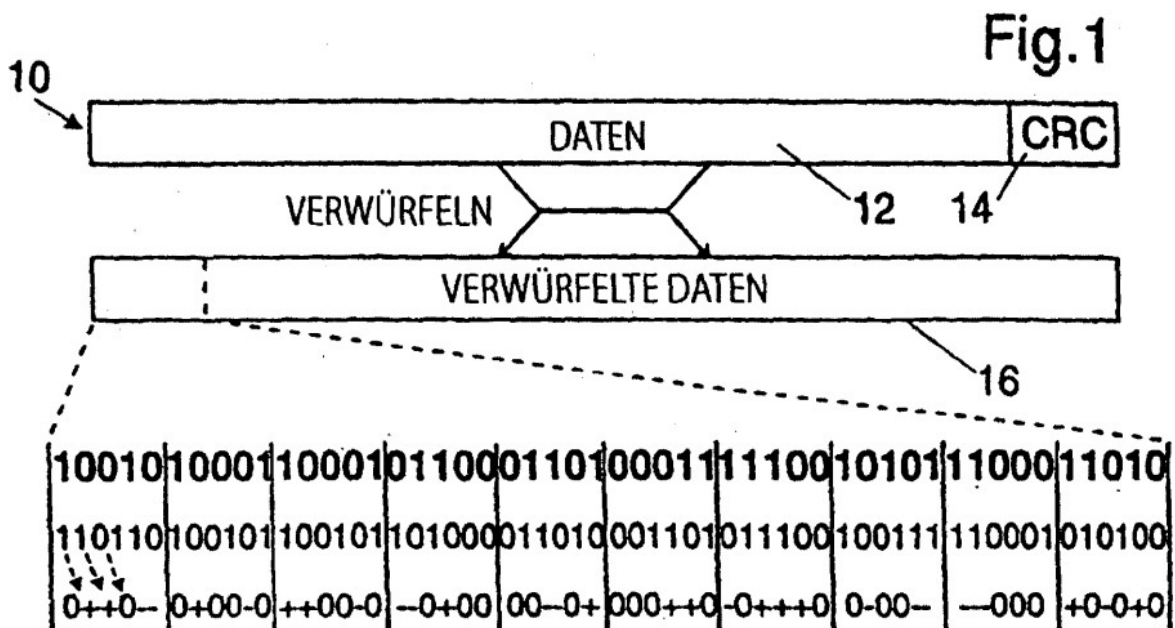 Fig.1
10
DATEN CRC
VERWÜRFELN 12 14
VERWÜRFELTE DATEN
16
10010 10001 10001 01100 01101 00011 11100 10101 11000 11010
110110 100101 100101 101000 011010 001101 011100 100111 110001 010100
0++0-- 0+00-0 ++00-0 --0+00 00--0+ 000++0 -0+++0 0-00-- ---000 +0-0+0